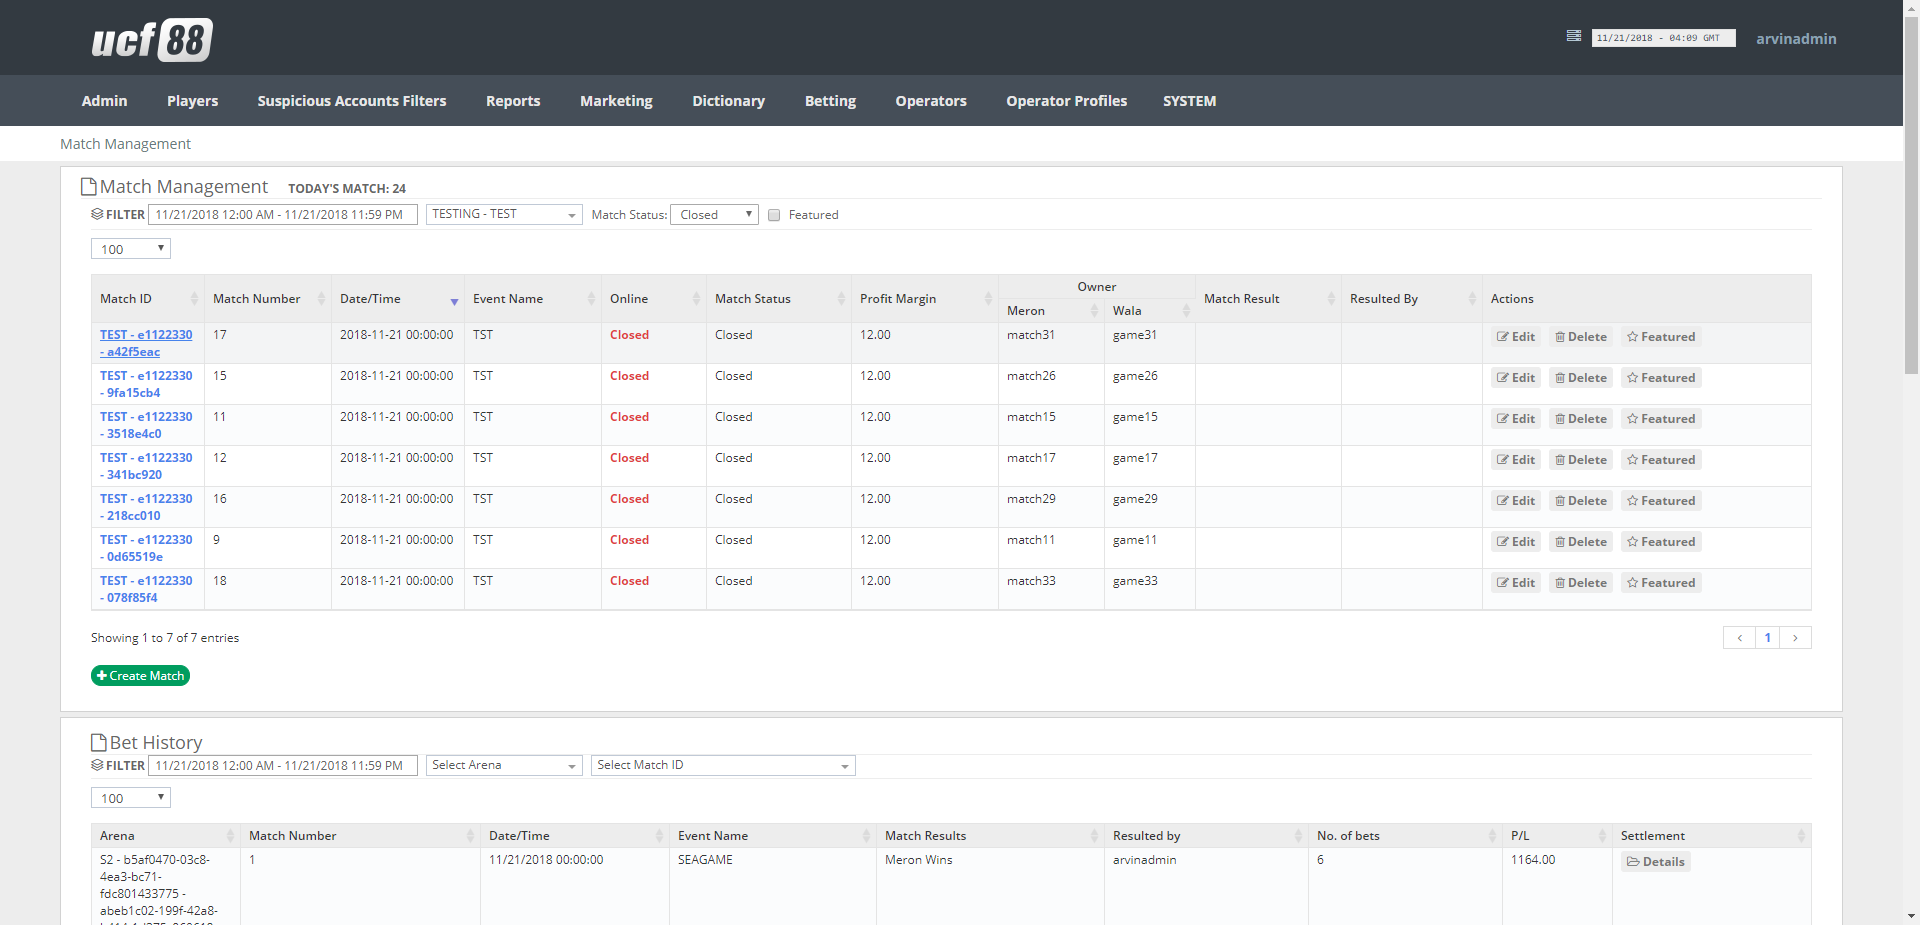 ucf 88
11/21/2018 - 04:09 GMT arvinadmin
Admin Players Suspicious Accounts Filters Reports Marketing Dictionary Betting Operators Operator Profiles SYSTEM
Match Management
Match Management TODAY'S MATCH: 24
FILTER 11/21/2018 12:00 AM - 11/21/2018 11:59 PM TESTING - TEST Match Status: Closed Featured
100
Match ID Match Number Date/Time Event Name Online Match Status Profit Margin Owner Match Result Resulted By Actions
Meron Wala
TEST - e1122330 17 2018-11-21 00:00:00 TST Closed Closed 12.00 match31 game31 Edit Delete Featured
- a42f5eac
TEST - e1122330 15 2018-11-21 00:00:00 TST Closed Closed 12.00 match26 game26 Edit Delete Featured
- 9fa15cb4
TEST - e1122330 11 2018-11-21 00:00:00 TST Closed Closed 12.00 match15 game15 Edit Delete Featured
- 3518e4c0
TEST - e1122330 12 2018-11-21 00:00:00 TST Closed Closed 12.00 match17 game17 Edit Delete Featured
- 341bc920
TEST - e1122330 16 2018-11-21 00:00:00 TST Closed Closed 12.00 match29 game29 Edit Delete Featured
- 218cc010
TEST - e1122330 9 2018-11-21 00:00:00 TST Closed Closed 12.00 match11 game11 Edit Delete Featured
- 0d65519e
TEST - e1122330 18 2018-11-21 00:00:00 TST Closed Closed 12.00 match33 game33 Edit Delete Featured
- 078f85f4
Showing 1 to 7 of 7 entries ‹ 1 ›
Create Match
Bet History
FILTER 11/21/2018 12:00 AM - 11/21/2018 11:59 PM Select Arena Select Match ID
100
Arena Match Number Date/Time Event Name Match Results Resulted by No. of bets P/L Settlement
S2 - b5af0470-03c8- 1 11/21/2018 00:00:00 SEAGAME Meron Wins arvinadmin 6 1164.00 Details
4ea3-bc71-
fdc801433775 -
abeb1c02-199f-42a8-